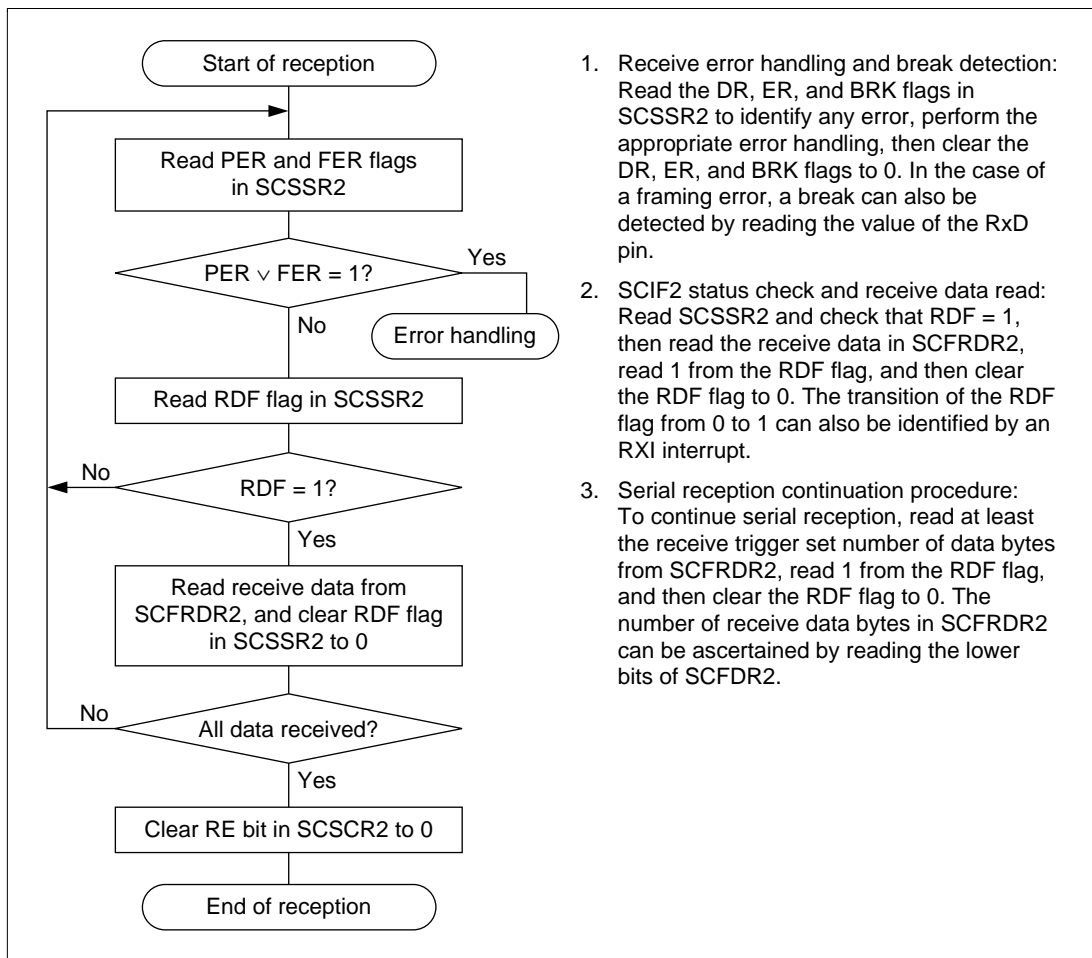 Start of reception
Read PER and FER flags
in SCSSR2
PER ∨ FER = 1?
Yes
No
Error handling
Read RDF flag in SCSSR2
No
RDF = 1?
Yes
Read receive data from
SCFRDR2, and clear RDF flag
in SCSSR2 to 0
No
All data received?
Yes
Clear RE bit in SCSCR2 to 0
End of reception
1. Receive error handling and break detection:
Read the DR, ER, and BRK flags in
SCSSR2 to identify any error, perform the
appropriate error handling, then clear the
DR, ER, and BRK flags to 0. In the case of
a framing error, a break can also be
detected by reading the value of the RxD
pin.
2. SCIF2 status check and receive data read:
Read SCSSR2 and check that RDF = 1,
then read the receive data in SCFRDR2,
read 1 from the RDF flag, and then clear
the RDF flag to 0. The transition of the RDF
flag from 0 to 1 can also be identified by an
RXI interrupt.
3. Serial reception continuation procedure:
To continue serial reception, read at least
the receive trigger set number of data bytes
from SCFRDR2, read 1 from the RDF flag,
and then clear the RDF flag to 0. The
number of receive data bytes in SCFRDR2
can be ascertained by reading the lower
bits of SCFDR2.